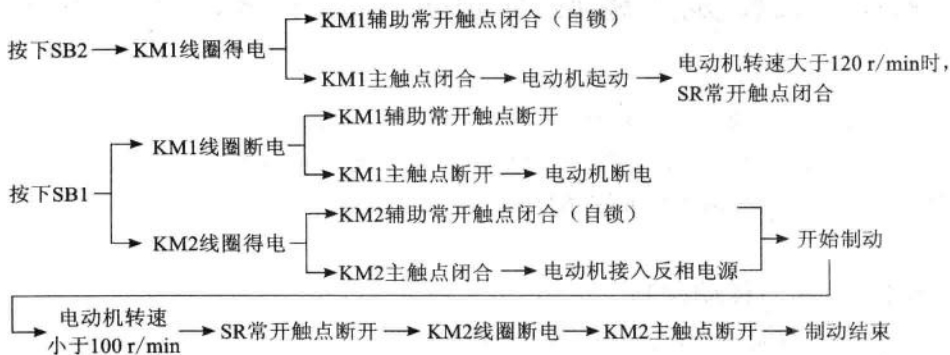 KM1辅助常开触点闭合（自锁）
按下SB2 KM1线圈得电
KM1主触点闭合 电动机起动 电动机转速大于120 r/min时，
SR常开触点闭合
KM1辅助常开触点断开
KM1线圈断电
KM1主触点断开 电动机断电
按下SB1
KM2辅助常开触点闭合（自锁）
KM2线圈得电 开始制动
KM2主触点闭合 电动机接入反相电源
电动机转速
小于100 r/min SR常开触点断开 KM2线圈断电 KM2主触点断开 制动结束